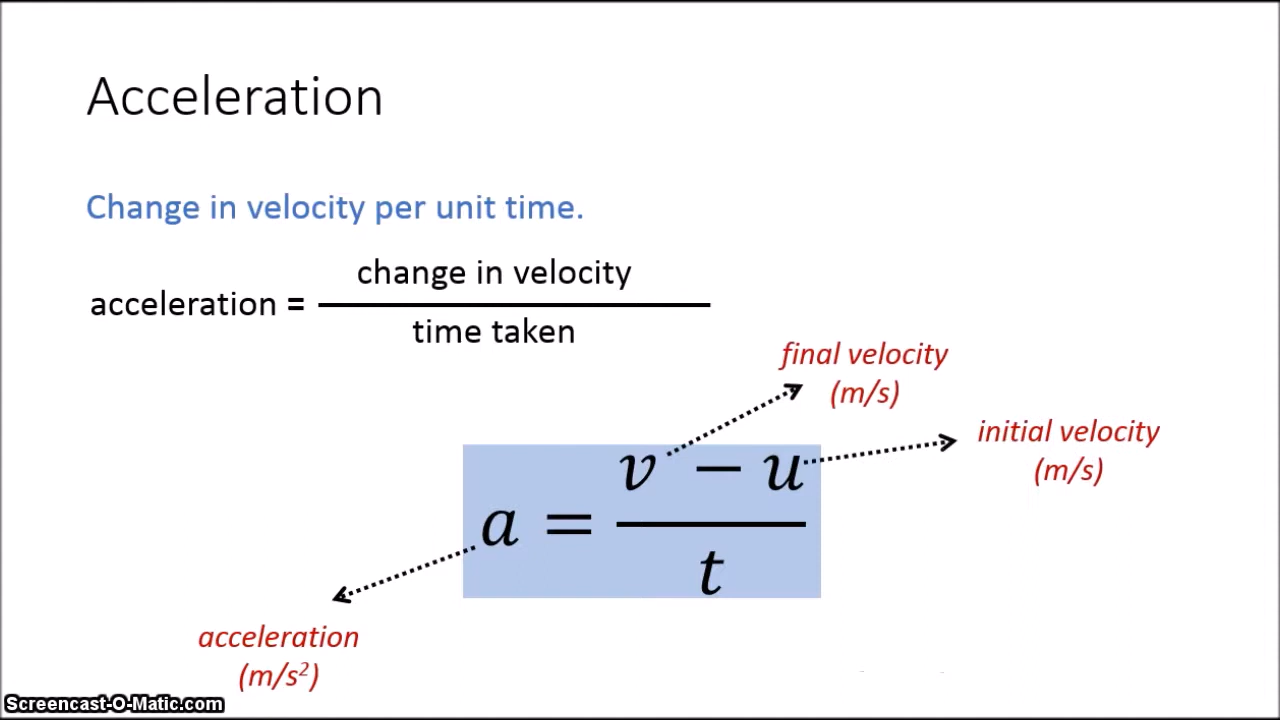 Acceleration
Change in velocity per unit time.
change in velocity
acceleration =
time taken
final velocity
(m/s)
initial velocity
(m/s)
v − u
a =
t
acceleration
(m/s²)
Screencast-O-Matic.com